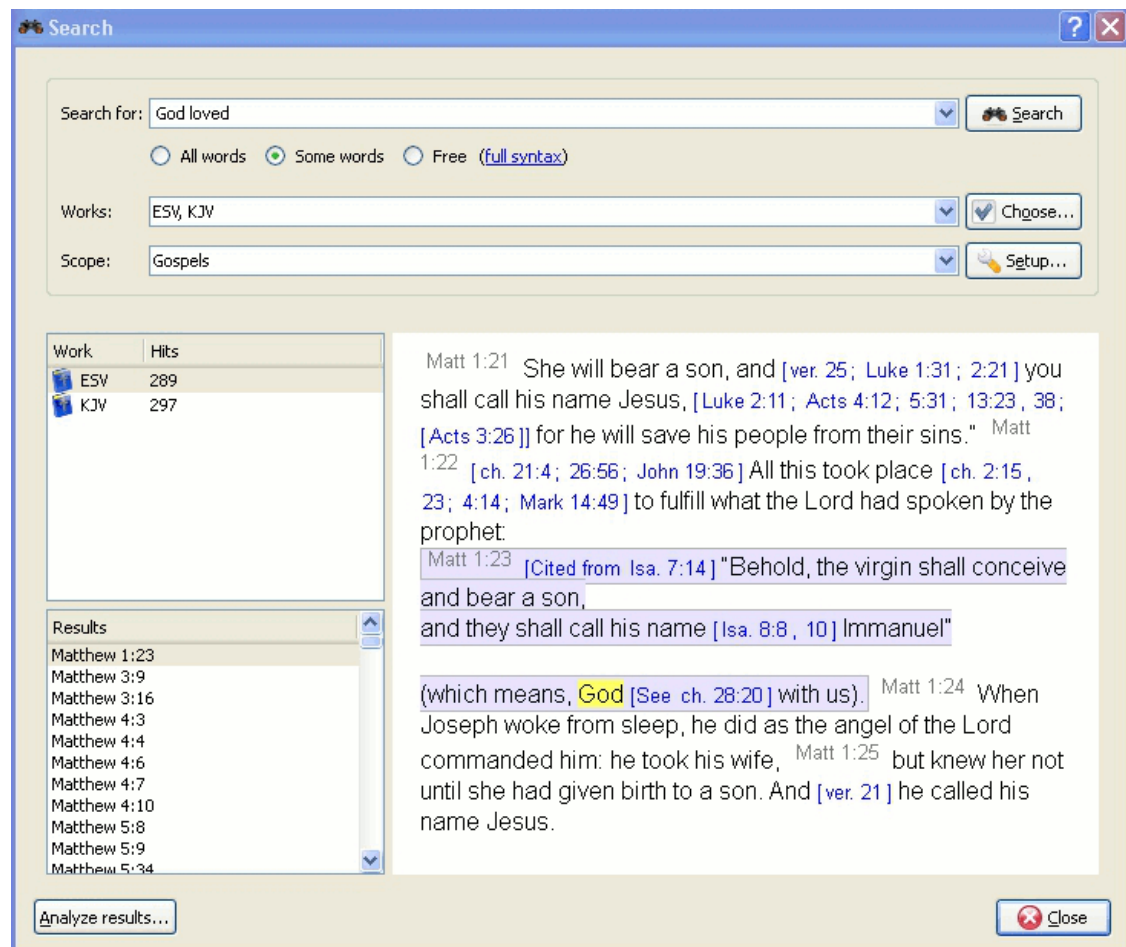 Search
Search for: God loved Search
All words Some words Free (full syntax)
Works: ESV, KJV Choose...
Scope: Gospels Setup...
Work Hits
ESV 289
KJV 297
Results
Matthew 1:23
Matthew 3:9
Matthew 3:16
Matthew 4:3
Matthew 4:4
Matthew 4:6
Matthew 4:7
Matthew 4:10
Matthew 5:8
Matthew 5:9
Matthew 5:34
Matt 1:21 She will bear a son, and [ver. 25; Luke 1:31; 2:21] you
shall call his name Jesus, [Luke 2:11; Acts 4:12; 5:31; 13:23, 38;
[Acts 3:26]] for he will save his people from their sins." Matt
1:22 [ch. 21:4; 26:56; John 19:36] All this took place [ch. 2:15,
23; 4:14; Mark 14:49] to fulfill what the Lord had spoken by the
prophet:
Matt 1:23 [Cited from Isa. 7:14] "Behold, the virgin shall conceive
and bear a son,
and they shall call his name [Isa. 8:8, 10] Immanuel"
(which means, God [See ch. 28:20] with us). Matt 1:24 When
Joseph woke from sleep, he did as the angel of the Lord
commanded him: he took his wife, Matt 1:25 but knew her not
until she had given birth to a son. And [ver. 21] he called his
name Jesus.
Analyze results... Close